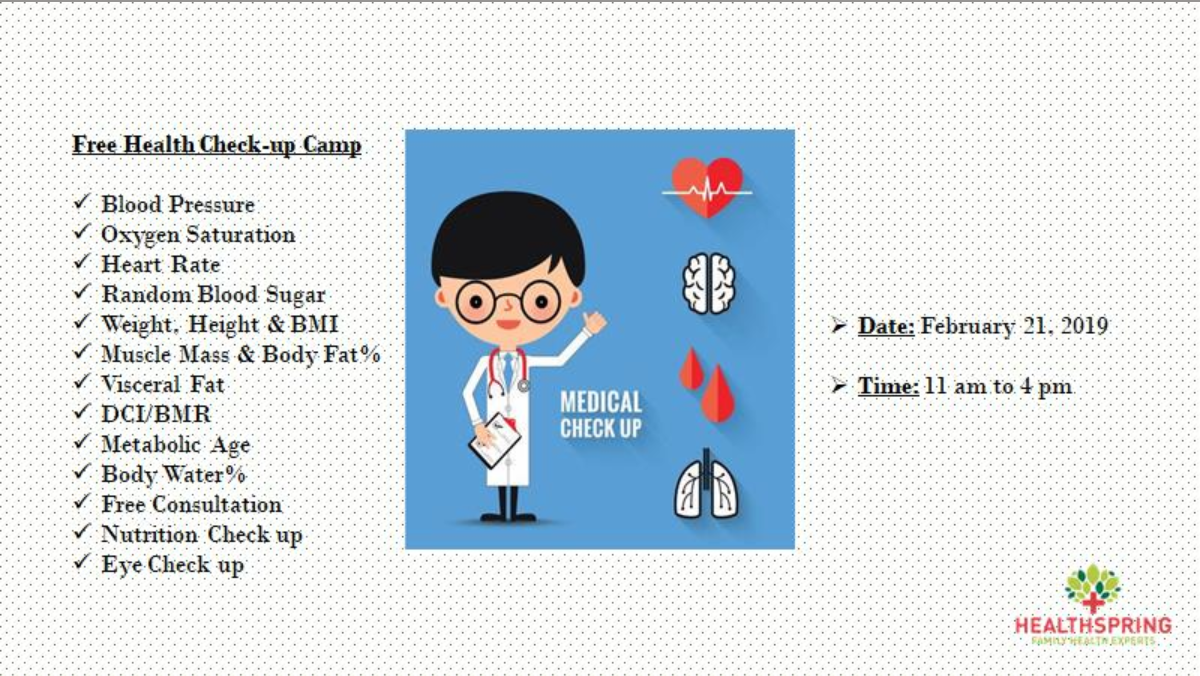 Free Health Check-up Camp
✓ Blood Pressure
✓ Oxygen Saturation
✓ Heart Rate
✓ Random Blood Sugar
✓ Weight, Height & BMI
✓ Muscle Mass & Body Fat%
✓ Visceral Fat
✓ DCI/BMR
✓ Metabolic Age
✓ Body Water%
✓ Free Consultation
✓ Nutrition Check up
✓ Eye Check up
MEDICAL
CHECK UP
➢ Date: February 21, 2019
➢ Time: 11 am to 4 pm
HEALTHSPRING
FAMILY HEALTH EXPERTS